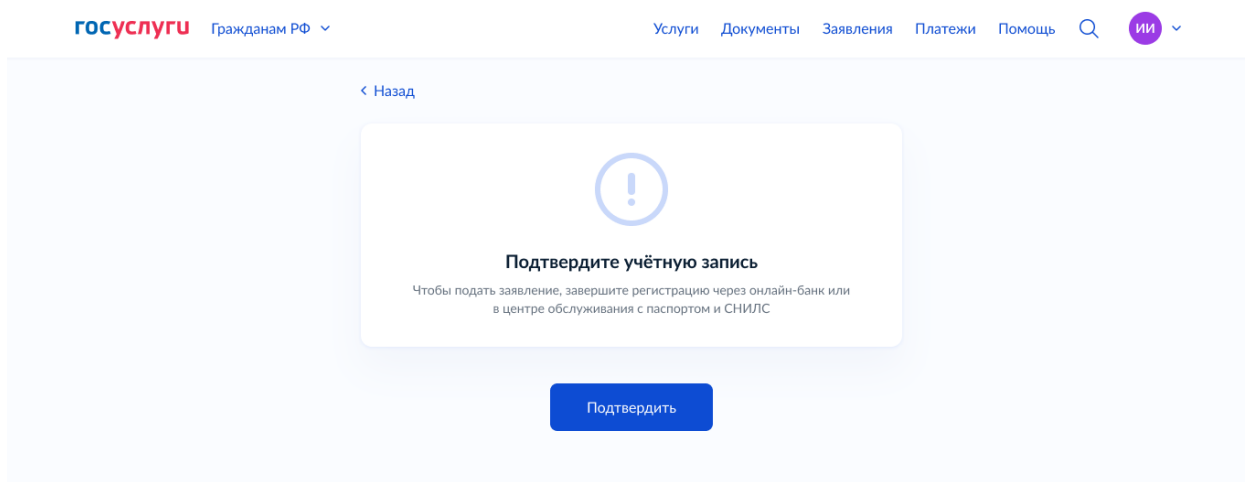 госуслуги Гражданам РФ Услуги Документы Заявления Платежи Помощь ИИ
Назад
Подтвердите учётную запись
Чтобы подать заявление, завершите регистрацию через онлайн-банк или
в центре обслуживания с паспортом и СНИЛС
Подтвердить